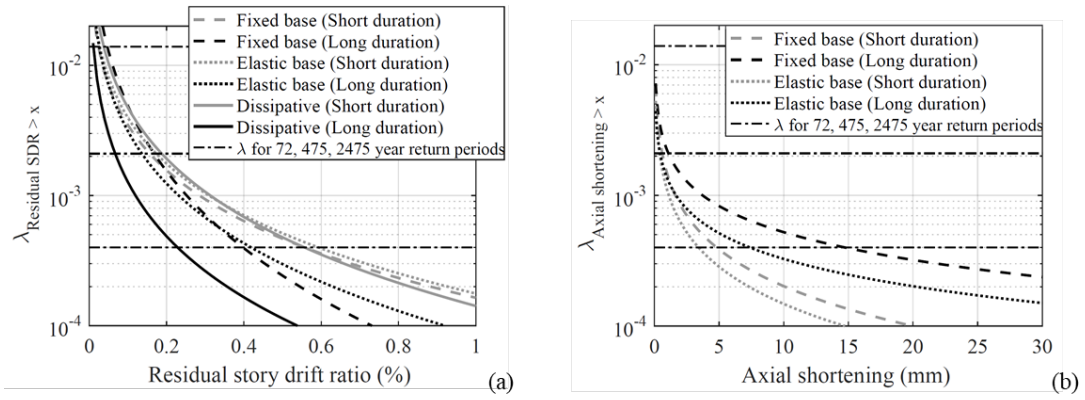 Fixed base (Short duration)
Fixed base (Long duration)
Elastic base (Short duration)
Elastic base (Long duration)
Dissipative (Short duration)
Dissipative (Long duration)
λ for 72, 475, 2475 year return periods
λ Residual SDR > x
10⁻²
10⁻³
10⁻⁴
0 0.2 0.4 0.6 0.8 1
Residual story drift ratio (%)
(a)
Fixed base (Short duration)
Fixed base (Long duration)
Elastic base (Short duration)
Elastic base (Long duration)
λ for 72, 475, 2475 year return periods
λ Axial shortening > x
10⁻²
10⁻³
10⁻⁴
0 5 10 15 20 25 30
Axial shortening (mm)
(b)